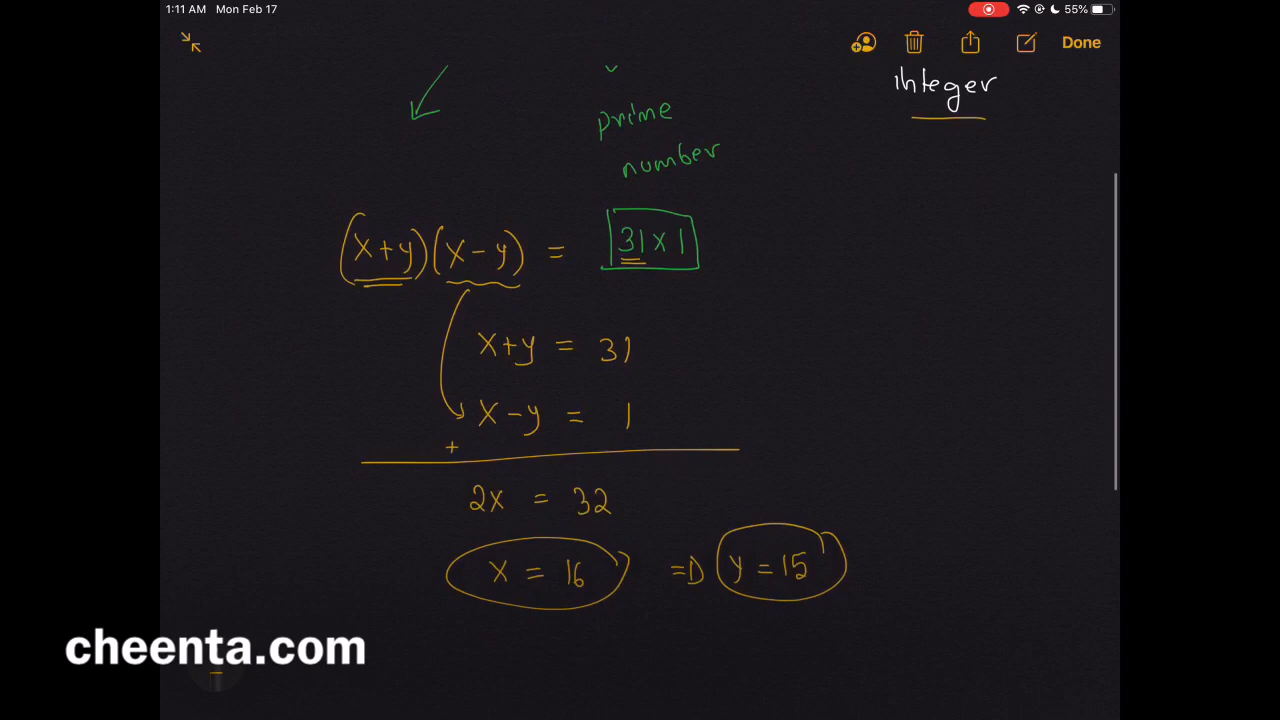 1:11 AM Mon Feb 17
55%
Done
integer
prime
number
(x+y)(x-y) = 31 x 1
x+y = 31
x-y = 1
+
2x = 32
x = 16 => y = 15
cheenta.com